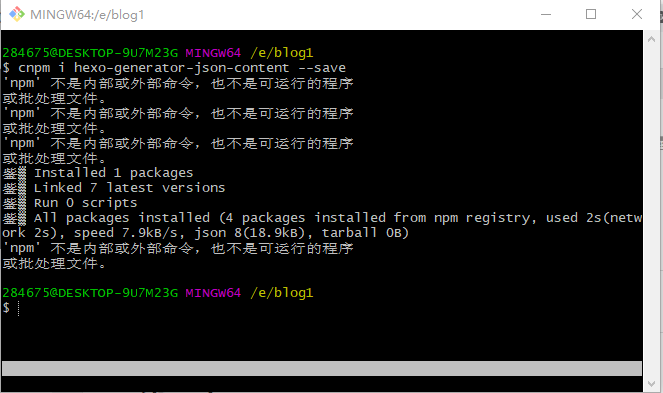 MINGW64:/e/blog1
284675@DESKTOP-9U7M23G MINGW64 /e/blog1
$ cnpm i hexo-generator-json-content --save
'npm' 不是内部或外部命令，也不是可运行的程序
或批处理文件。
'npm' 不是内部或外部命令，也不是可运行的程序
或批处理文件。
'npm' 不是内部或外部命令，也不是可运行的程序
或批处理文件。
鈭▒ Installed 1 packages
鈭▒ Linked 7 latest versions
鈭▒ Run 0 scripts
鈭▒ All packages installed (4 packages installed from npm registry, used 2s(netw
ork 2s), speed 7.9kB/s, json 8(18.9kB), tarball 0B)
'npm' 不是内部或外部命令，也不是可运行的程序
或批处理文件。
284675@DESKTOP-9U7M23G MINGW64 /e/blog1
$